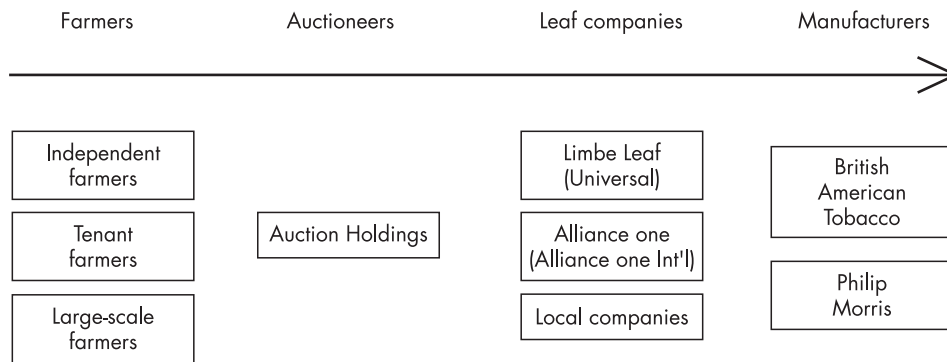 Farmers
Auctioneers
Leaf companies
Manufacturers
Independent
farmers
Tenant
farmers
Large-scale
farmers
Auction Holdings
Limbe Leaf
(Universal)
Alliance one
(Alliance one Int'l)
Local companies
British
American
Tobacco
Philip
Morris